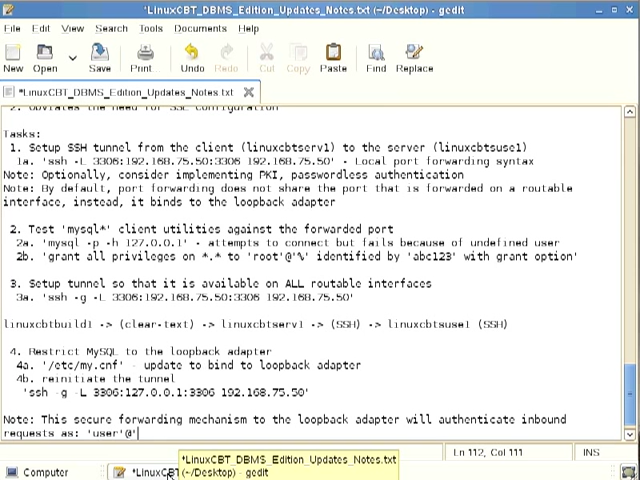 *LinuxCBT_DBMS_Edition_Updates_Notes.txt (~/Desktop) - gedit
File Edit View Search Tools Documents Help
New Open Save Print... Undo Redo Cut Copy Paste Find Replace
*LinuxCBT_DBMS_Edition_Updates_Notes.txt
2. Obviates the need for SSL configuration
Tasks:
1. Setup SSH tunnel from the client (linuxcbtserv1) to the server (linuxcbtsuse1)
1a. 'ssh -L 3306:192.168.75.50:3306 192.168.75.50' - Local port forwarding syntax
Note: Optionally, consider implementing PKI, passwordless authentication
Note: By default, port forwarding does not share the port that is forwarded on a routable
interface, instead, it binds to the loopback adapter
2. Test 'mysql*' client utilities against the forwarded port
2a. 'mysql -p -h 127.0.0.1' - attempts to connect but fails because of undefined user
2b. 'grant all privileges on *.* to 'root'@'%' identified by 'abc123' with grant option'
3. Setup tunnel so that it is available on ALL routable interfaces
3a. 'ssh -g -L 3306:192.168.75.50:3306 192.168.75.50'
linuxcbtbuild1 -> (clear-text) -> linuxcbtserv1 -> (SSH) -> linuxcbtsuse1 (SSH)
4. Restrict MySQL to the loopback adapter
4a. '/etc/my.cnf' - update to bind to loopback adapter
4b. reinitiate the tunnel
'ssh -g -L 3306:127.0.0.1:3306 192.168.75.50'
Note: This secure forwarding mechanism to the loopback adapter will authenticate inbound
requests as: 'user'@'
Ln 112, Col 111 INS
Computer
*LinuxCBT
*LinuxCBT_DBMS_Edition_Updates_Notes.txt
(~/Desktop) - gedit